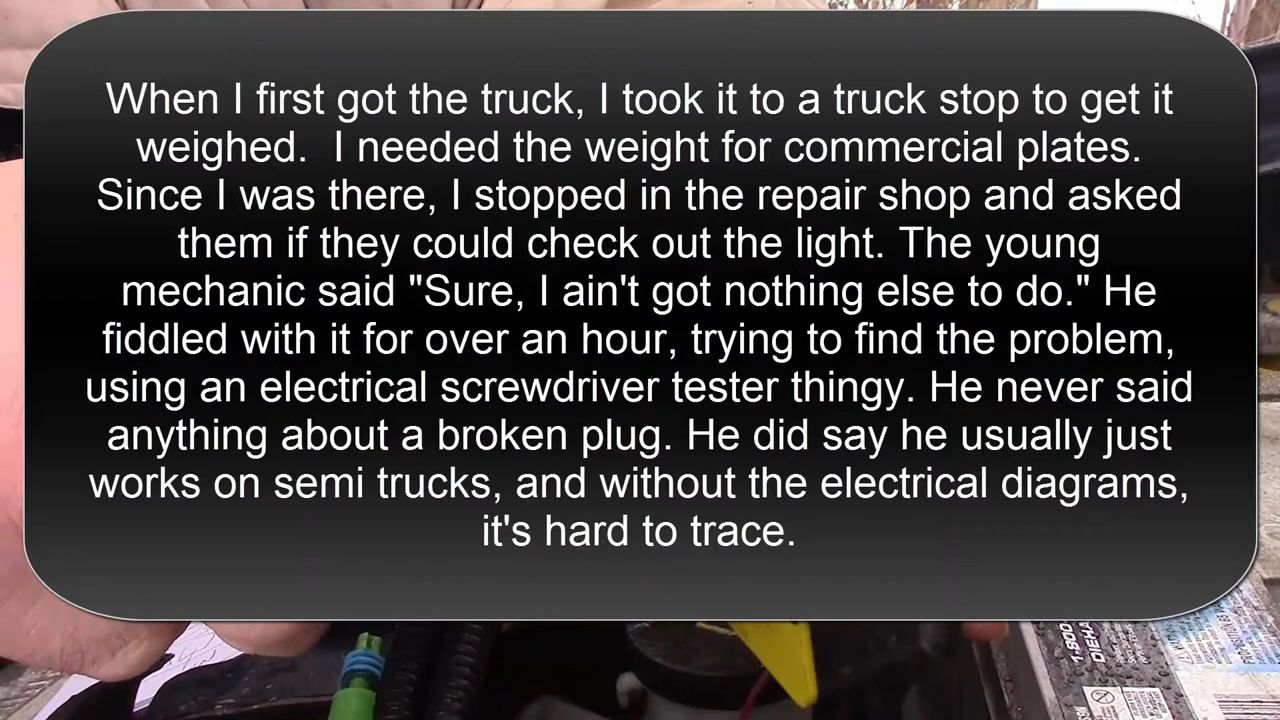 When I first got the truck, I took it to a truck stop to get it
weighed.  I needed the weight for commercial plates.
Since I was there, I stopped in the repair shop and asked
them if they could check out the light. The young
mechanic said "Sure, I ain't got nothing else to do." He
fiddled with it for over an hour, trying to find the problem,
using an electrical screwdriver tester thingy. He never said
anything about a broken plug. He did say he usually just
works on semi trucks, and without the electrical diagrams,
it's hard to trace.